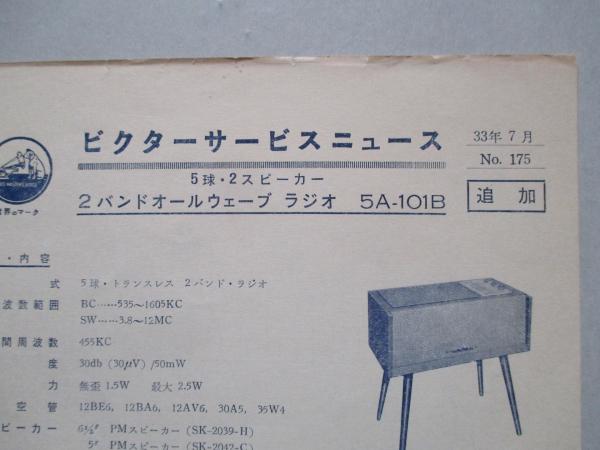 ビクターサービスニュース
33年7月
No. 175
5球・2スピーカー
2バンドオールウェーブ ラジオ 5A-101B
追加
世界のマーク
・内容
式 5球・トランスレス 2バンド・ラジオ
波数範囲 BC……535〜1605KC
SW……3.8〜12MC
間周波数 455KC
度 30db (30μV) /50mW
力 無歪 1.5W 最大 2.5W
空管 12BE6, 12BA6, 12AV6, 30A5, 35W4
ピーカー 6½″ PMスピーカー (SK-2039-H)
5″ PMスピーカー (SK-2042-C)